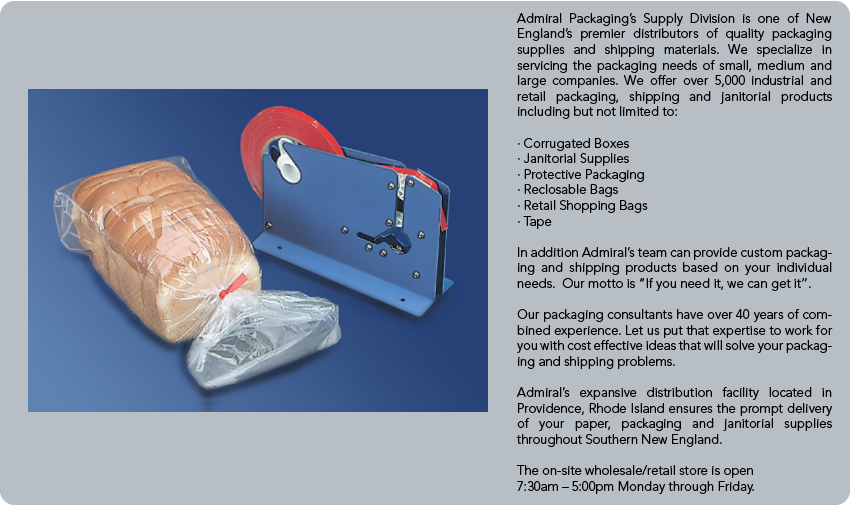 Admiral Packaging's Supply Division is one of New
England's premier distributors of quality packaging
supplies and shipping materials. We specialize in
servicing the packaging needs of small, medium and
large companies. We offer over 5,000 industrial and
retail packaging, shipping and janitorial products
including but not limited to:
· Corrugated Boxes
· Janitorial Supplies
· Protective Packaging
· Reclosable Bags
· Retail Shopping Bags
· Tape
In addition Admiral's team can provide custom packag-
ing and shipping products based on your individual
needs.  Our motto is "If you need it, we can get it".
Our packaging consultants have over 40 years of com-
bined experience. Let us put that expertise to work for
you with cost effective ideas that will solve your packag-
ing and shipping problems.
Admiral's expansive distribution facility located in
Providence, Rhode Island ensures the prompt delivery
of your paper, packaging and janitorial supplies
throughout Southern New England.
The on-site wholesale/retail store is open
7:30am – 5:00pm Monday through Friday.